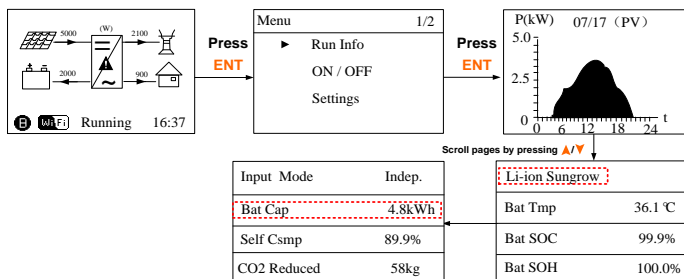 (W)
5000
2100
2000
900
WiFi Running 16:37
Press
ENT
Menu 1/2
► Run Info
ON / OFF
Settings
Press
ENT
P(kW) 07/17（PV）
5.0
2.5
0
0 6 12 18 24 t
Scroll pages by pressing ▲/▼
Li-ion Sungrow
Bat Tmp 36.1 ℃
Bat SOC 99.9%
Bat SOH 100.0%
Input Mode Indep.
Bat Cap 4.8kWh
Self Csmp 89.9%
CO2 Reduced 58kg